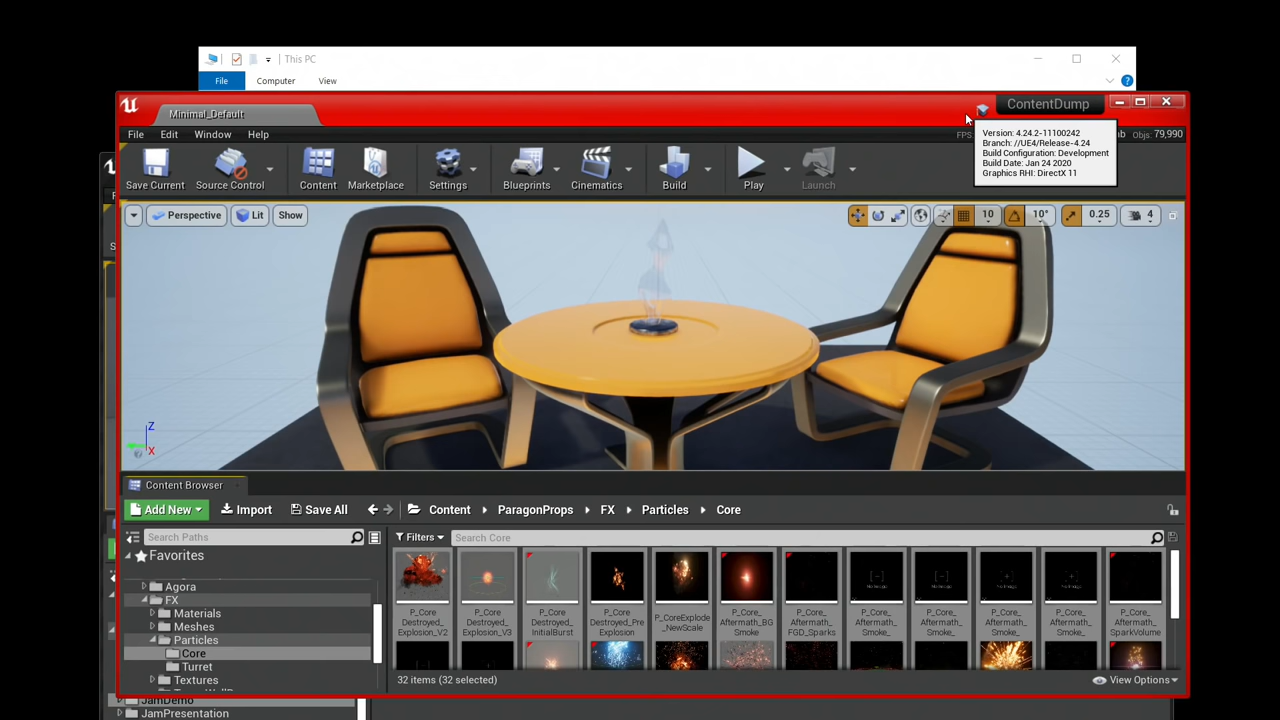 This PC
File Computer View
Minimal_Default
ContentDump
File Edit Window Help
FPS
Objs: 79,990
Version: 4.24.2-11100242
Branch: //UE4/Release-4.24
Build Configuration: Development
Build Date: Jan 24 2020
Graphics RHI: DirectX 11
Save Current Source Control Content Marketplace Settings Blueprints Cinematics Build Play Launch
Perspective Lit Show 10 10° 0.25 4
Z
X
Content Browser
Add New Import Save All Content ParagonProps FX Particles Core
Search Paths Filters Search Core
Favorites
Agora
FX
Materials
Meshes
Particles
Core
Turret
Textures
P_Core Destroyed_Explosion_V2
P_Core Destroyed_Explosion_V3
P_Core Destroyed_InitialBurst
P_Core Destroyed_Pre Explosion
P_CoreExplode _NewScale
P_Core_ Aftermath_BG Smoke
P_Core_ Aftermath_ FGD_Sparks
P_Core_ Aftermath_ Smoke_
P_Core_ Aftermath_ Smoke_
P_Core_ Aftermath_ Smoke_
P_Core_ Aftermath_ Smoke_
P_Core_ Aftermath_ SparkVolume
32 items (32 selected) View Options
JamDemo
JamPresentation